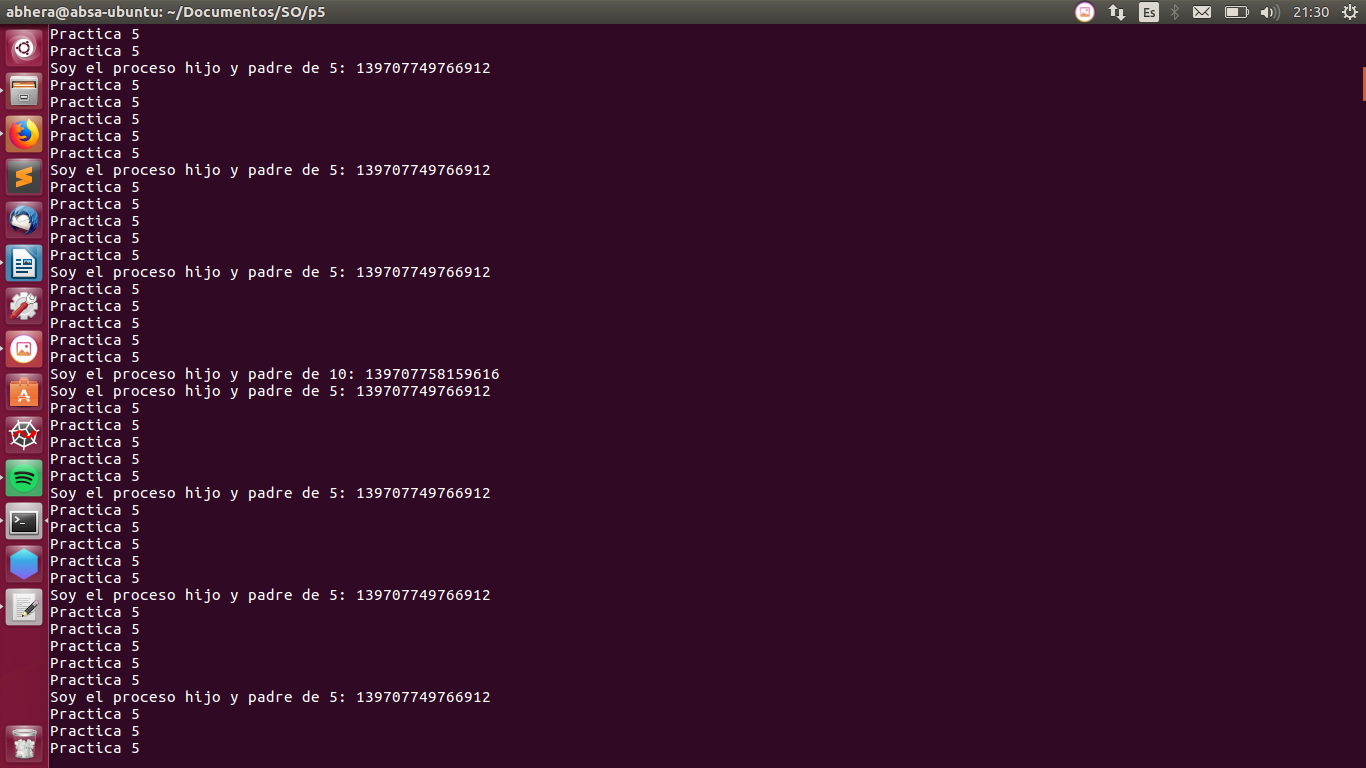 abhera@absa-ubuntu: ~/Documentos/SO/p5
Es
21:30
Practica 5
Practica 5
Soy el proceso hijo y padre de 5: 139707749766912
Practica 5
Practica 5
Practica 5
Practica 5
Practica 5
Soy el proceso hijo y padre de 5: 139707749766912
Practica 5
Practica 5
Practica 5
Practica 5
Practica 5
Soy el proceso hijo y padre de 5: 139707749766912
Practica 5
Practica 5
Practica 5
Practica 5
Practica 5
Soy el proceso hijo y padre de 10: 139707758159616
Soy el proceso hijo y padre de 5: 139707749766912
Practica 5
Practica 5
Practica 5
Practica 5
Practica 5
Soy el proceso hijo y padre de 5: 139707749766912
Practica 5
Practica 5
Practica 5
Practica 5
Practica 5
Soy el proceso hijo y padre de 5: 139707749766912
Practica 5
Practica 5
Practica 5
Practica 5
Practica 5
Soy el proceso hijo y padre de 5: 139707749766912
Practica 5
Practica 5
Practica 5